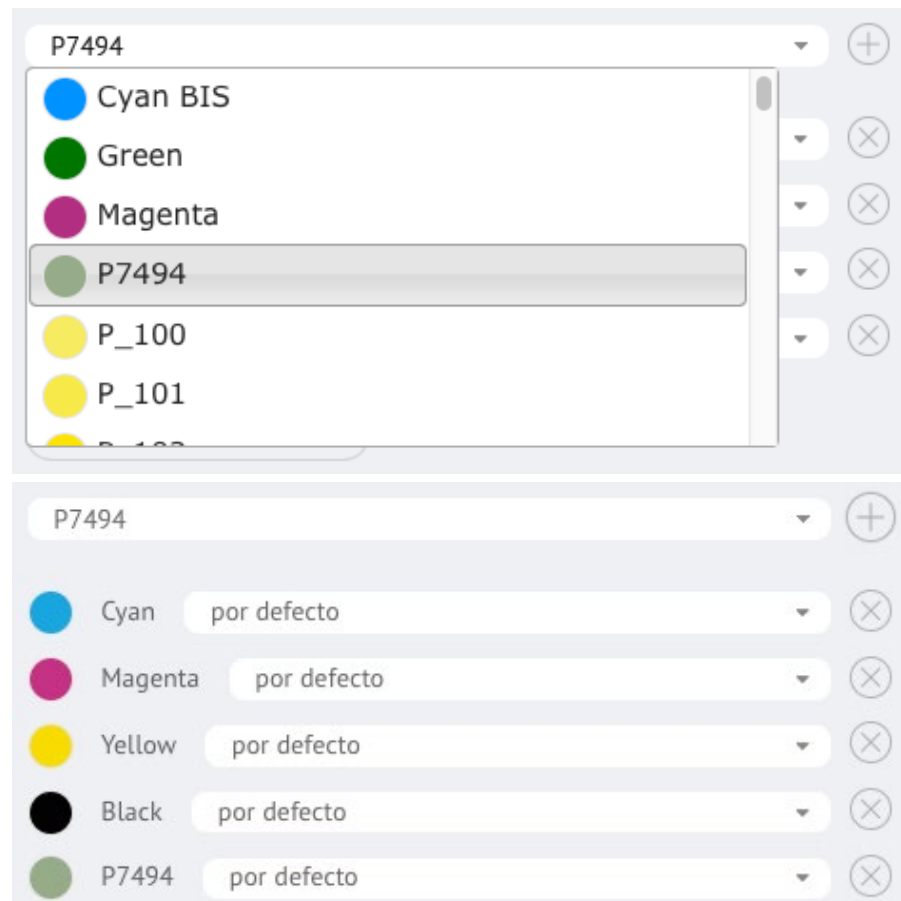 P7494
Cyan BIS
Green
Magenta
P7494
P_100
P_101
P7494
Cyan por defecto
Magenta por defecto
Yellow por defecto
Black por defecto
P7494 por defecto